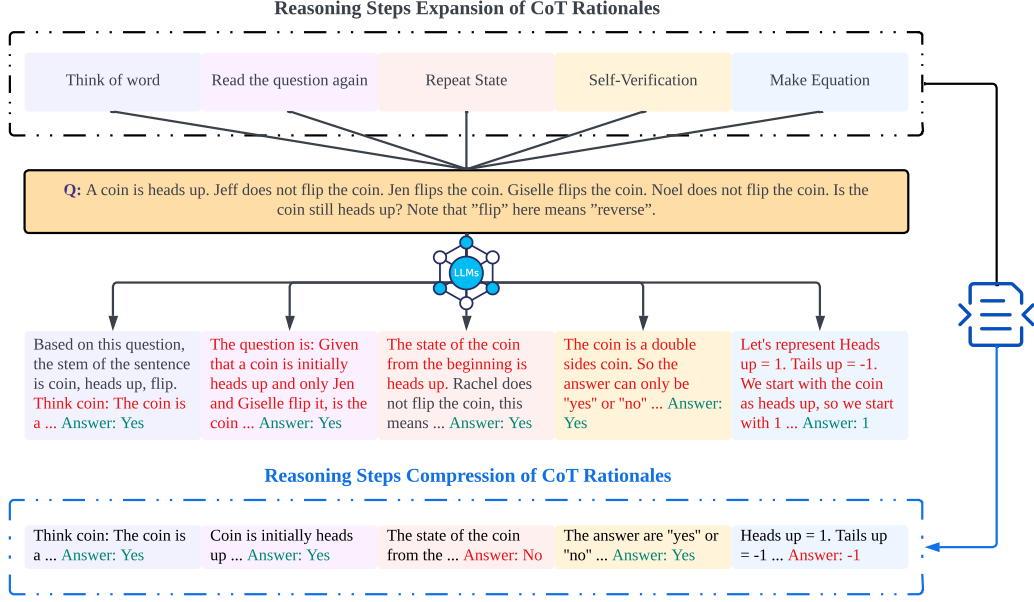 Reasoning Steps Expansion of CoT Rationales
Think of word
Read the question again
Repeat State
Self-Verification
Make Equation
Q: A coin is heads up. Jeff does not flip the coin. Jen flips the coin. Giselle flips the coin. Noel does not flip the coin. Is the
coin still heads up? Note that ”flip” here means ”reverse”.
LLMs
Based on this question,
the stem of the sentence
is coin, heads up, flip.
Think coin: The coin is
a ... Answer: Yes
The question is: Given
that a coin is initially
heads up and only Jen
and Giselle flip it, is the
coin ... Answer: Yes
The state of the coin
from the beginning is
heads up. Rachel does
not flip the coin, this
means ... Answer: Yes
The coin is a double
sides coin. So the
answer can only be
"yes" or "no" ... Answer:
Yes
Let's represent Heads
up = 1. Tails up = -1.
We start with the coin
as heads up, so we start
with 1 ... Answer: 1
Reasoning Steps Compression of CoT Rationales
Think coin: The coin is
a ... Answer: Yes
Coin is initially heads
up ... Answer: Yes
The state of the coin
from the ... Answer: No
The answer are "yes" or
"no" ... Answer: Yes
Heads up = 1. Tails up
= -1 ... Answer: -1